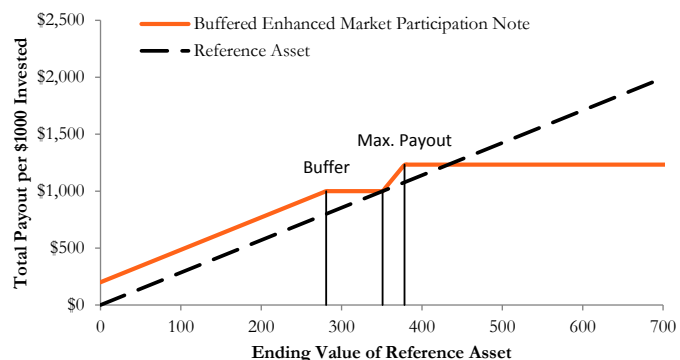 $2,500
Buffered Enhanced Market Participation Note
Reference Asset
$2,000
$1,500
Max. Payout
Buffer
$1,000
$500
$0
0 100 200 300 400 500 600 700
Total Payout per $1000 Invested
Ending Value of Reference Asset